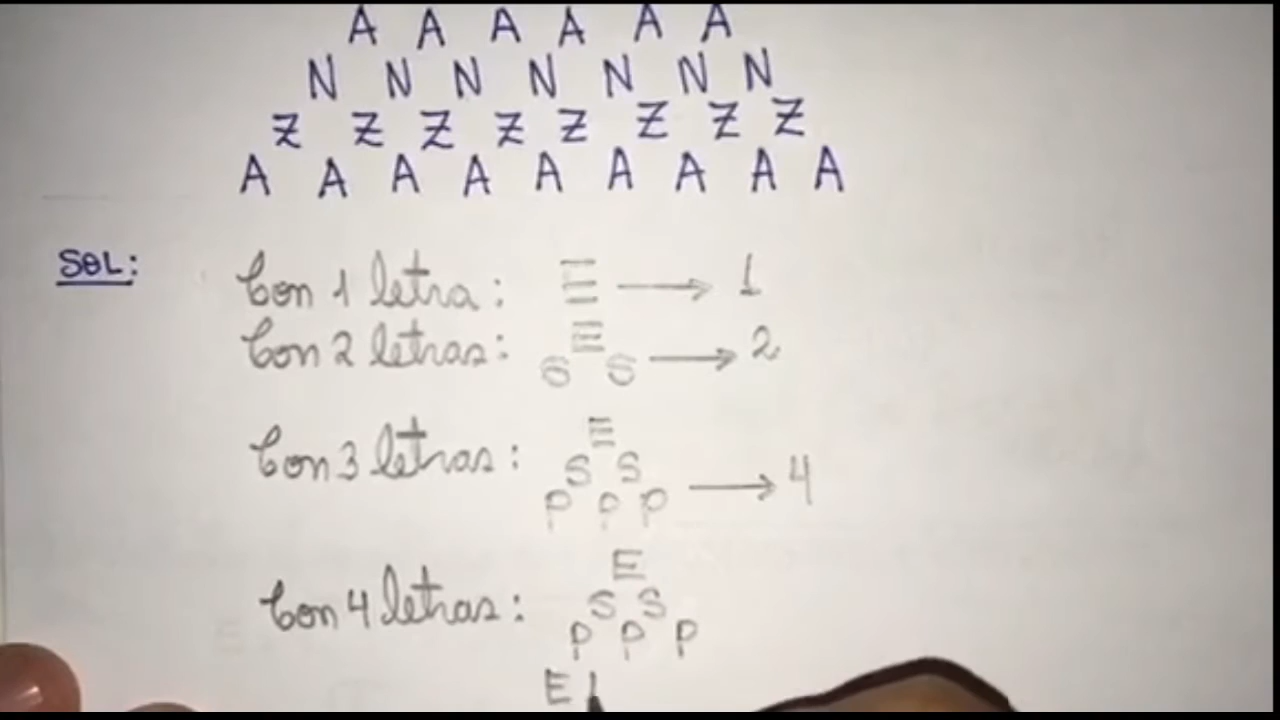 A A A A A A
N N N N N N N
Z Z Z Z Z Z Z Z
A A A A A A A A A
SOL:
Con 1 letra: E → 1
Con 2 letras: E
S S → 2
Con 3 letras: E
S S
P P P → 4
Con 4 letras: E
S S
P P P
E